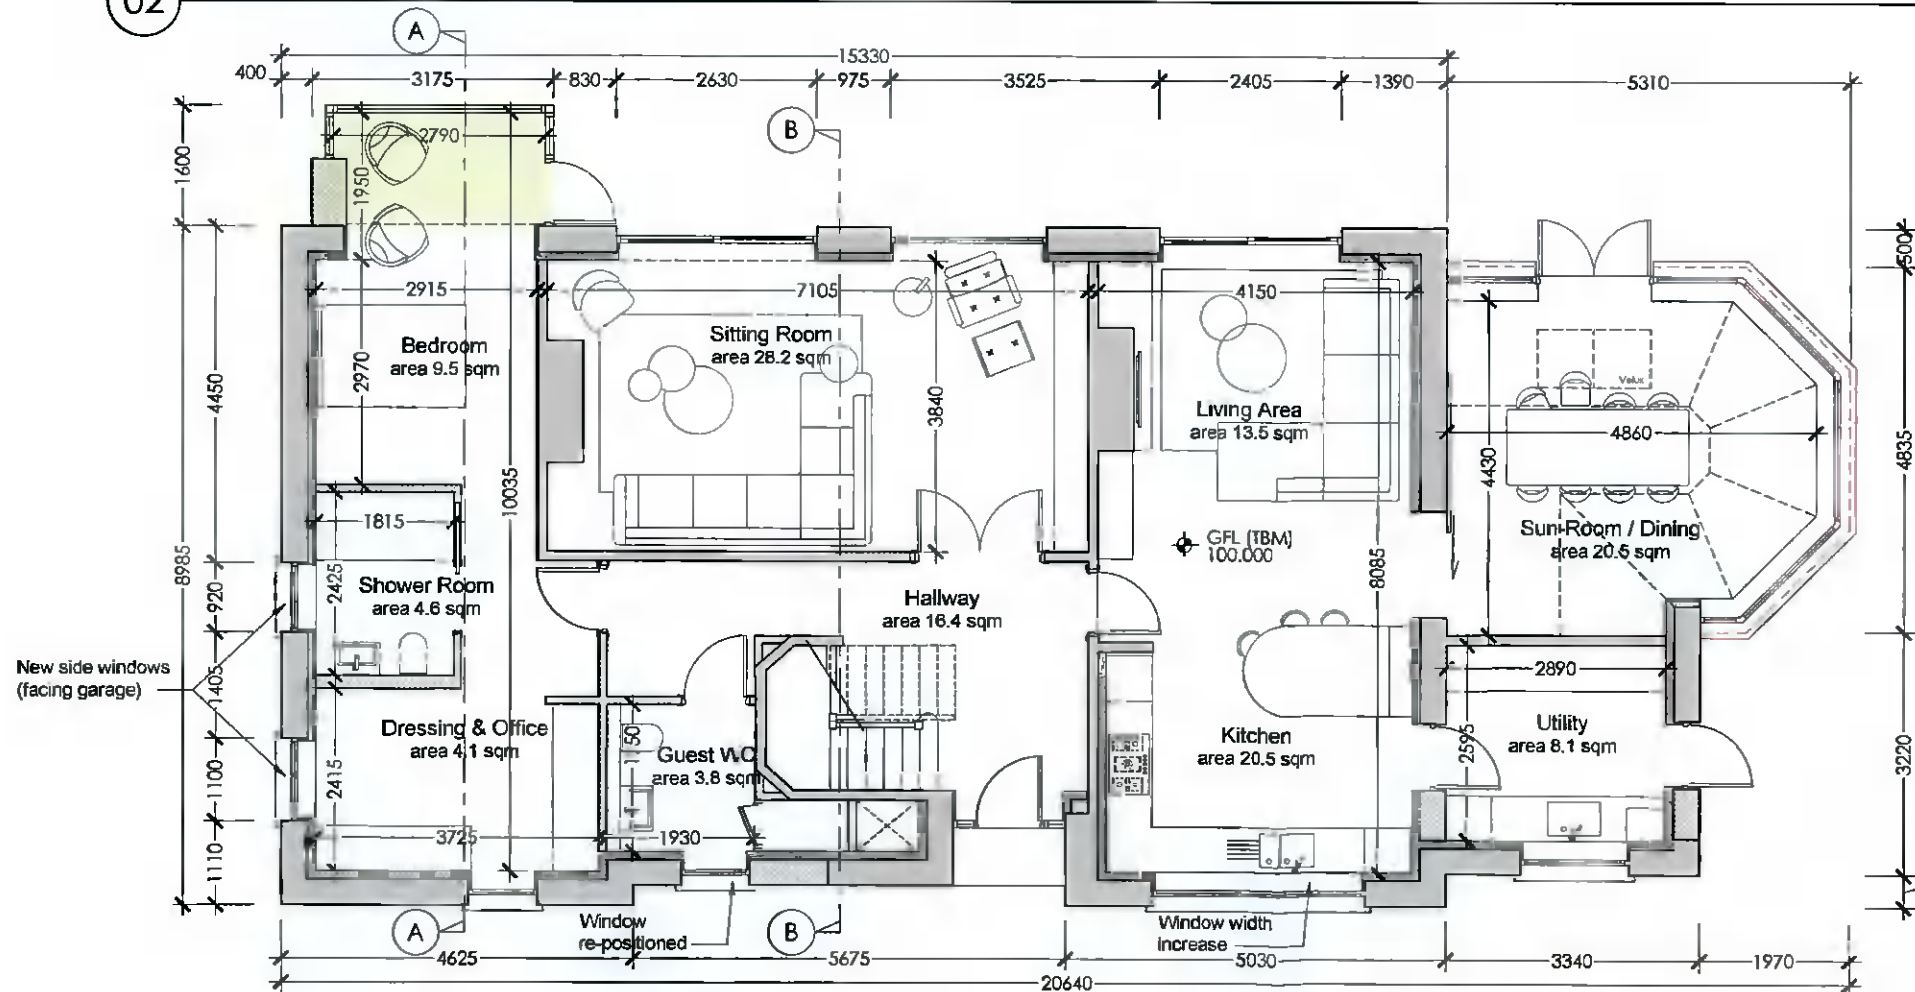 02
A
15330
400
3175
830
2630
975
3525
2405
1390
5310
B
2790
1600
1950
500
2915
7105
4150
Bedroom
area 9.5 sqm
Sitting Room
area 28.2 sqm
2970
4450
3840
Velux
Living Area
area 13.5 sqm
4860
4430
4835
10035
1815
GFL (TBM)
100.000
Sun-Room / Dining
area 20.5 sqm
8985
920
2425
Shower Room
area 4.6 sqm
Hallway
area 16.4 sqm
8085
New side windows
(facing garage)
1405
2890
Dressing & Office
area 4.1 sqm
1750
Guest WC
area 3.8 sqm
Kitchen
area 20.5 sqm
Utility
area 8.1 sqm
2595
3220
1100
2415
3725
1930
1110
A
Window
re-positioned
B
Window width
increase
4625
5675
5030
3340
1970
20640